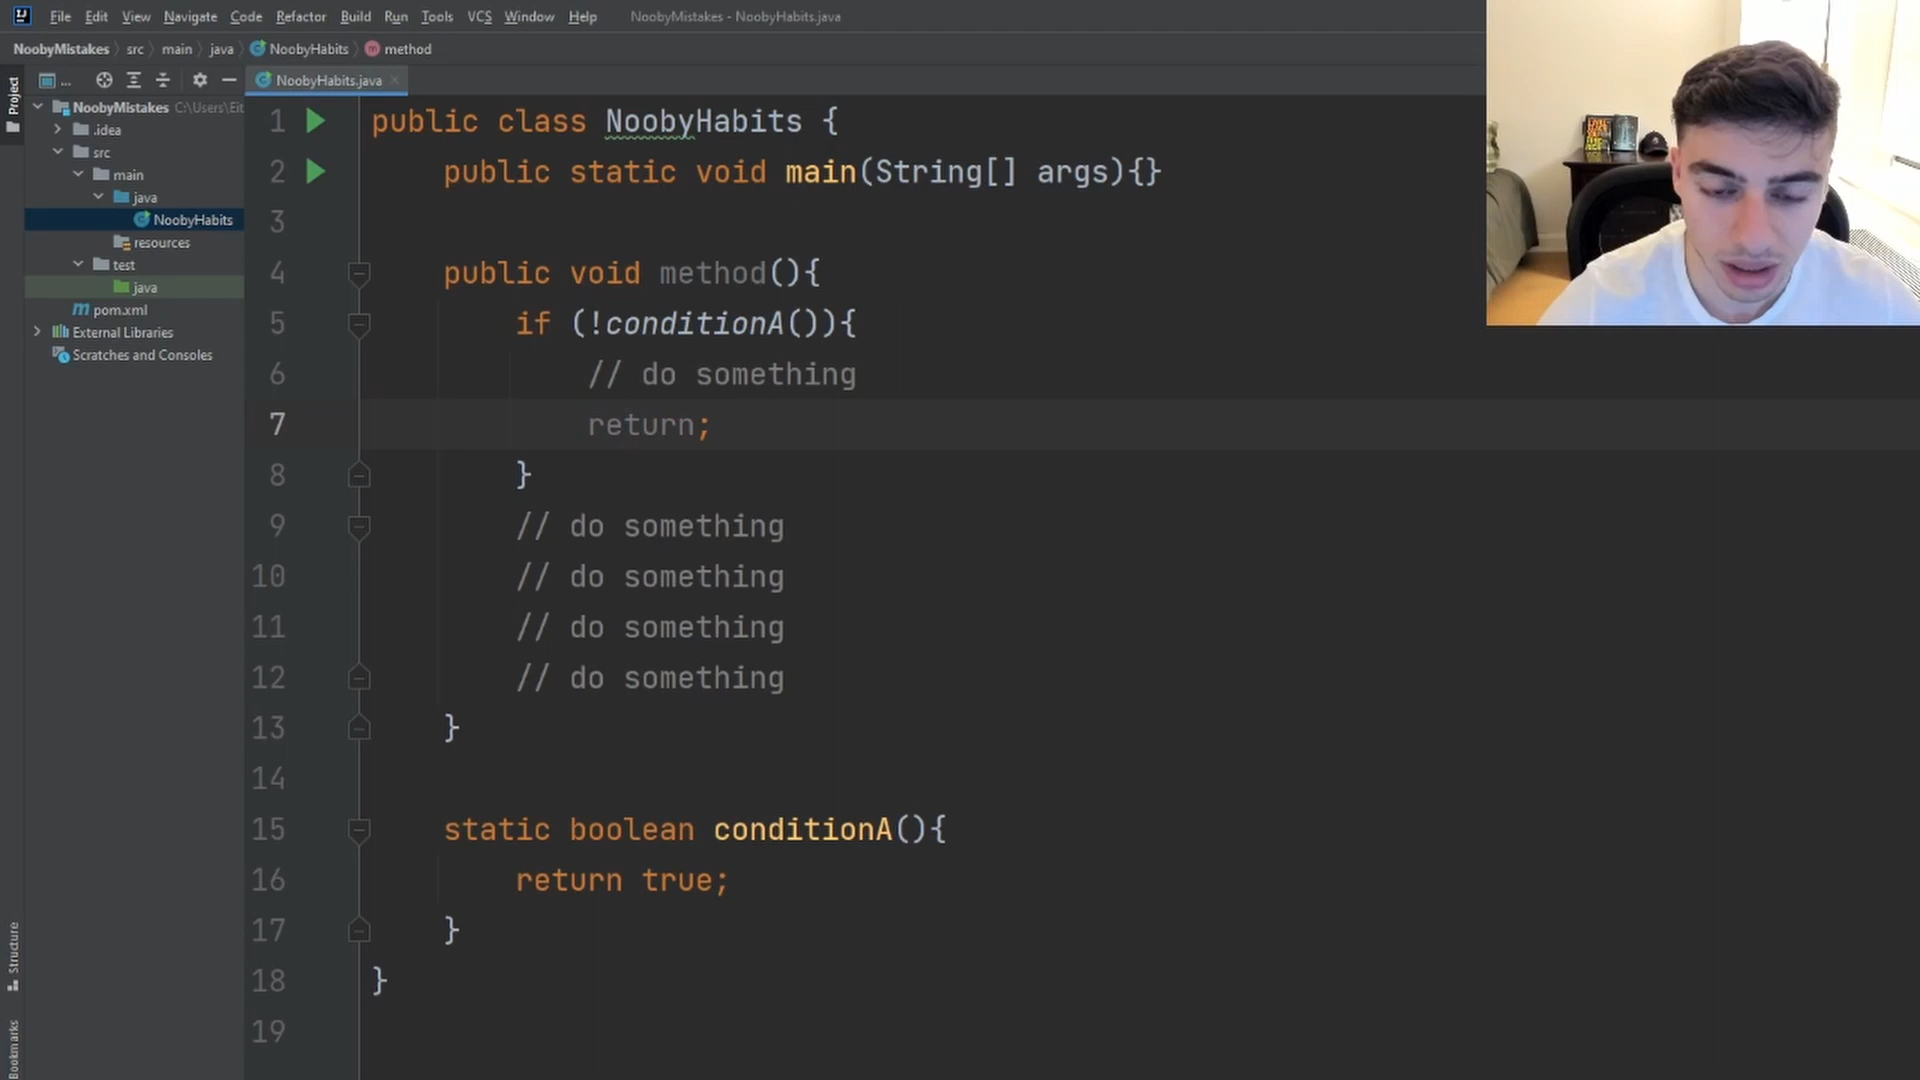 File Edit View Navigate Code Refactor Build Run Tools VCS Window Help NoobyMistakes - NoobyHabits.java
NoobyMistakes src main java NoobyHabits method
Project
... NoobyHabits.java
NoobyMistakes C:\Users\Eit
.idea
src
main
java
NoobyHabits
resources
test
java
pom.xml
External Libraries
Scratches and Consoles
Structure
Bookmarks
1 public class NoobyHabits {
2 public static void main(String[] args){}
3
4 public void method(){
5 if (!conditionA()){
6 // do something
7 return;
8 }
9 // do something
10 // do something
11 // do something
12 // do something
13 }
14
15 static boolean conditionA(){
16 return true;
17 }
18 }
19